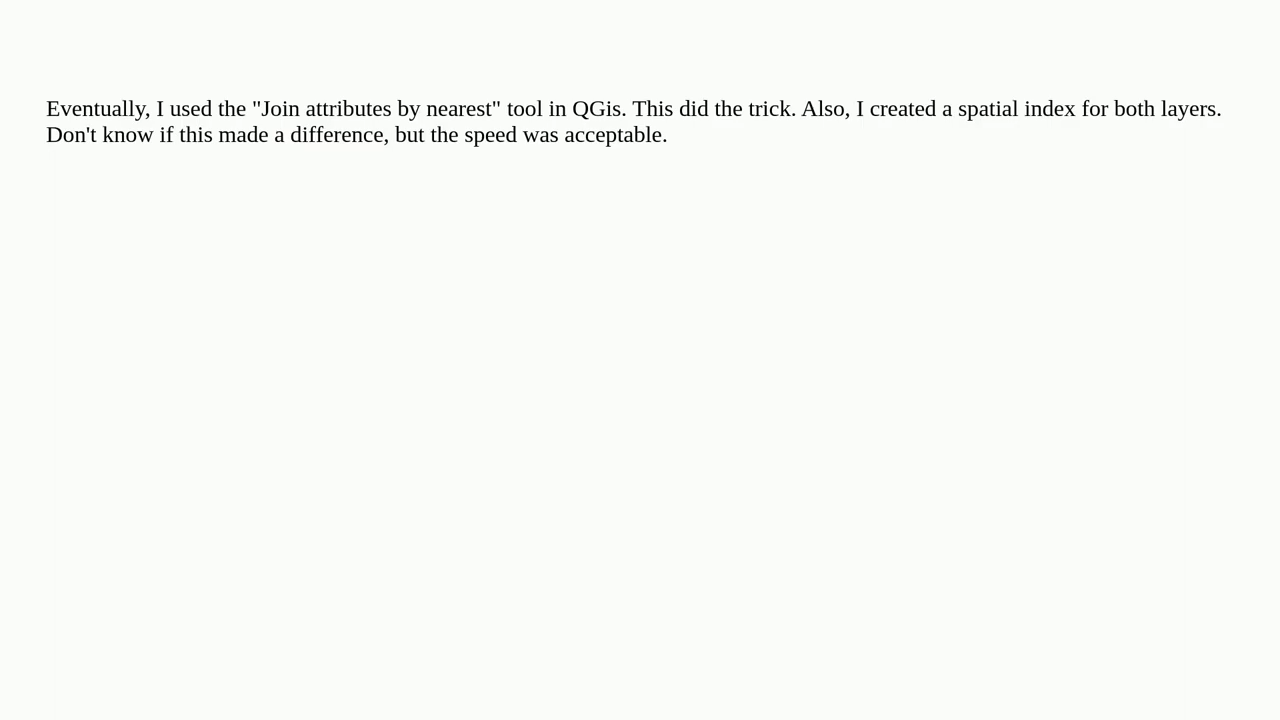 Eventually, I used the "Join attributes by nearest" tool in QGis. This did the trick. Also, I created a spatial index for both layers.
Don't know if this made a difference, but the speed was acceptable.